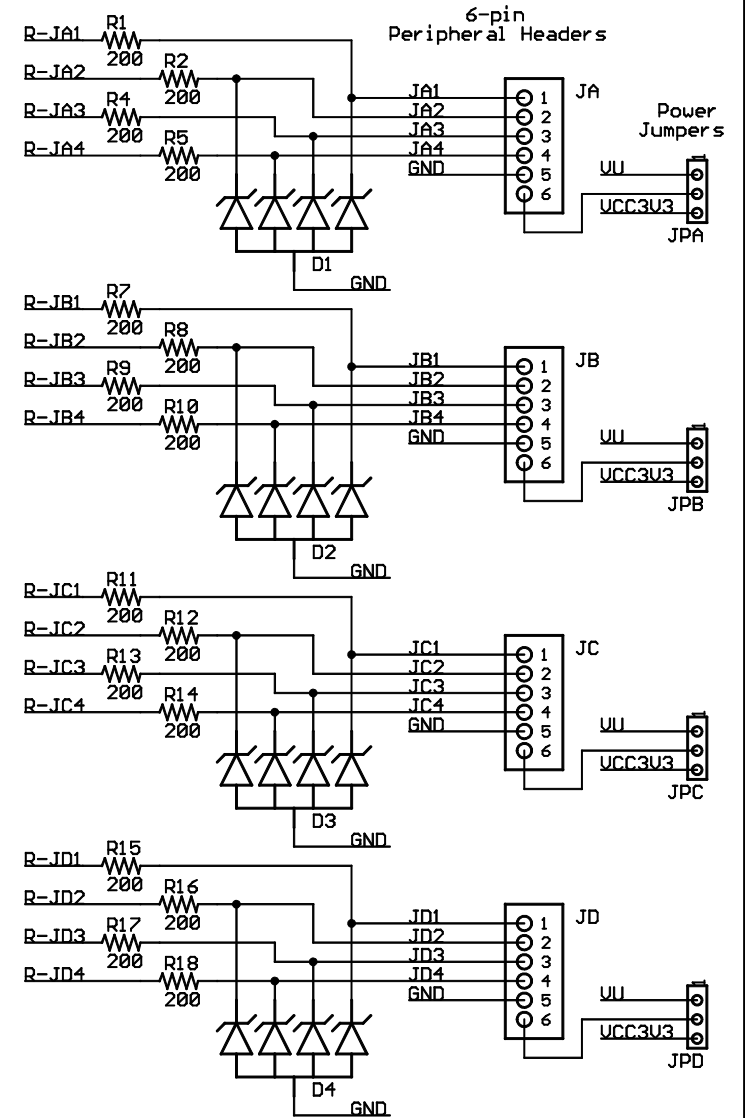 6-pin
Peripheral Headers
R-JA1 R1
200
R-JA2 R2
200
R-JA3 R4
200
R-JA4 R5
200
JA1
JA2
JA3
JA4
GND
1
2
3
4
5
6
JA
Power
Jumpers
VU
VCC3V3
JPA
D1
GND
R-JB1 R7
200
R-JB2 R8
200
R-JB3 R9
200
R-JB4 R10
200
JB1
JB2
JB3
JB4
GND
1
2
3
4
5
6
JB
VU
VCC3V3
JPB
D2
GND
R-JC1 R11
200
R-JC2 R12
200
R-JC3 R13
200
R-JC4 R14
200
JC1
JC2
JC3
JC4
GND
1
2
3
4
5
6
JC
VU
VCC3V3
JPC
D3
GND
R-JD1 R15
200
R-JD2 R16
200
R-JD3 R17
200
R-JD4 R18
200
JD1
JD2
JD3
JD4
GND
1
2
3
4
5
6
JD
VU
VCC3V3
JPD
D4
GND